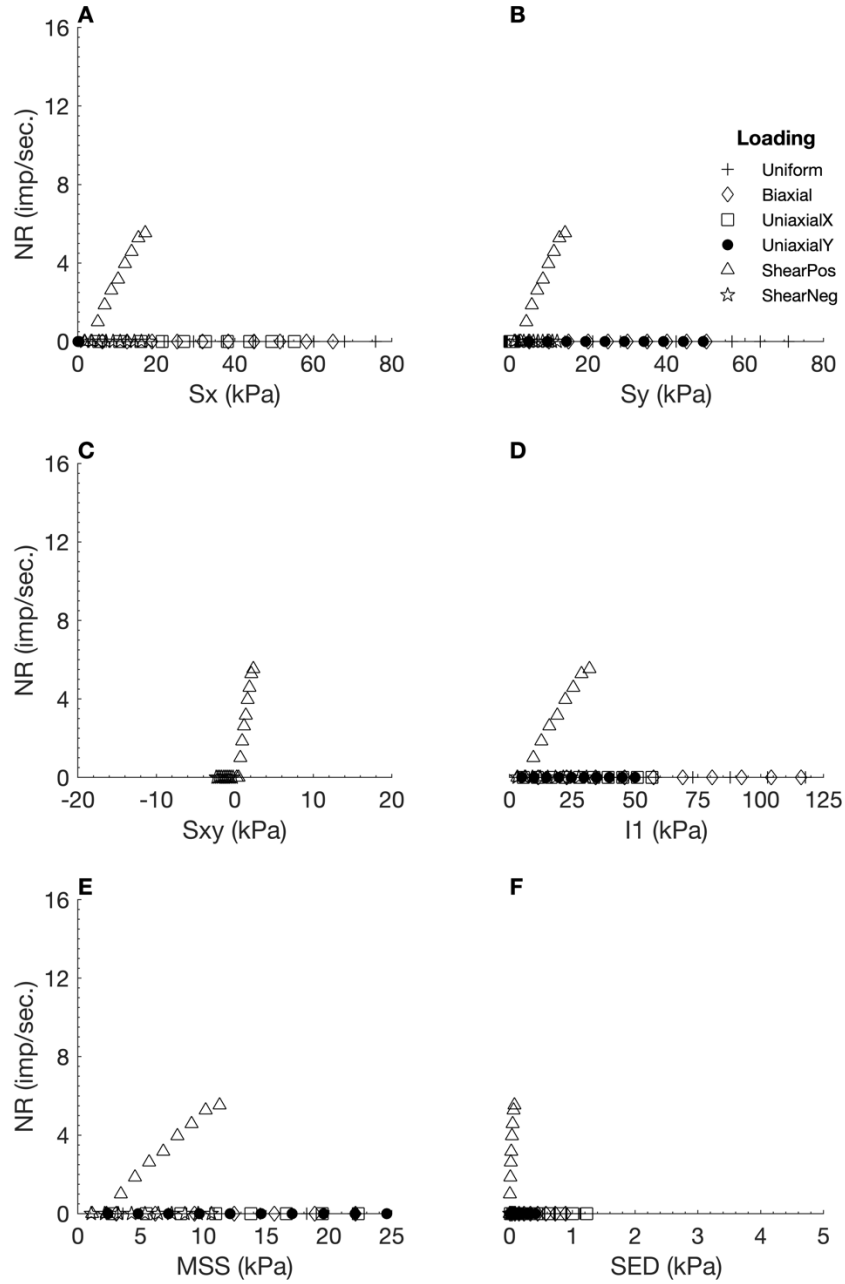 A
B
16
12
8
4
0
NR (imp/sec.)
0
20
40
60
80
Sx (kPa)
Loading
Uniform
Biaxial
UniaxialX
UniaxialY
ShearPos
ShearNeg
0
20
40
60
80
Sy (kPa)
C
D
16
12
8
4
0
NR (imp/sec.)
-20
-10
0
10
20
Sxy (kPa)
0
25
50
75
100
125
I1 (kPa)
E
F
16
12
8
4
0
NR (imp/sec.)
0
5
10
15
20
25
MSS (kPa)
0
1
2
3
4
5
SED (kPa)